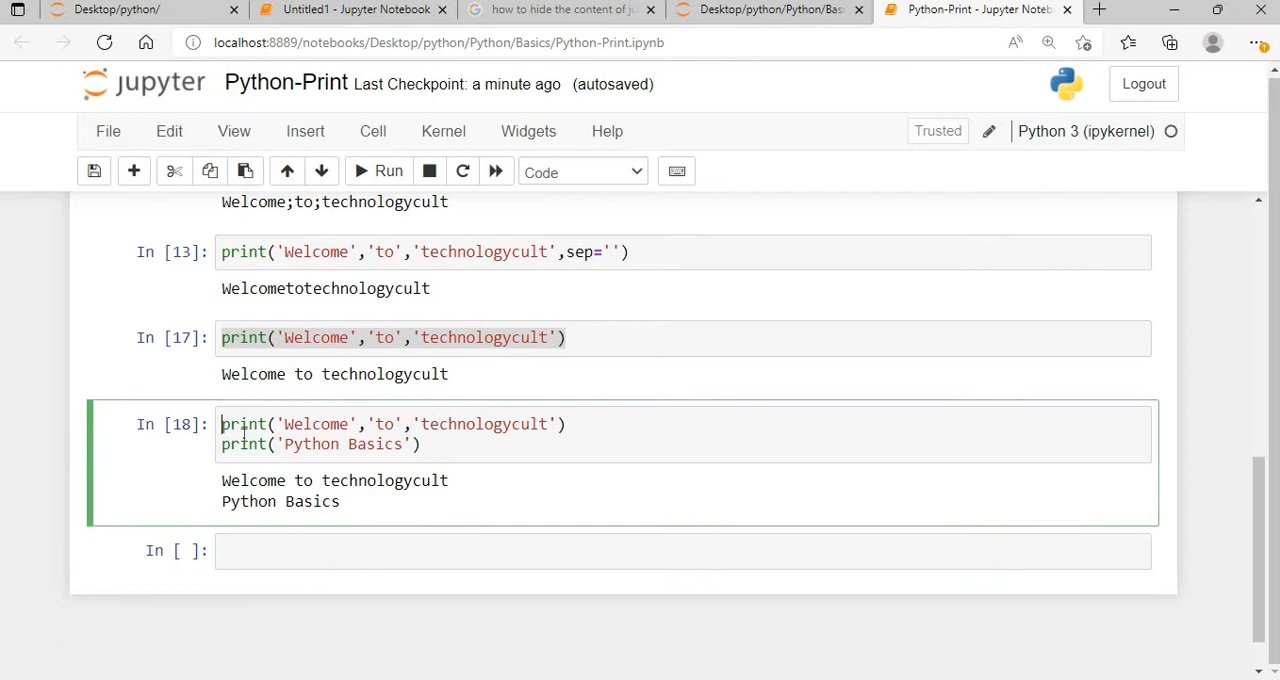 Desktop/python/
Untitled1 - Jupyter Notebook
how to hide the content of ju
Desktop/python/Python/Basi
Python-Print - Jupyter Noteb
localhost:8889/notebooks/Desktop/python/Python/Basics/Python-Print.ipynb
jupyter Python-Print Last Checkpoint: a minute ago (autosaved)
Logout
File Edit View Insert Cell Kernel Widgets Help
Trusted
Python 3 (ipykernel)
Run
Code
Welcome;to;technologycult
In [13]: print('Welcome','to','technologycult',sep='')
Welcometotechnologycult
In [17]: print('Welcome','to','technologycult')
Welcome to technologycult
In [18]: print('Welcome','to','technologycult')
print('Python Basics')
Welcome to technologycult
Python Basics
In [ ]: